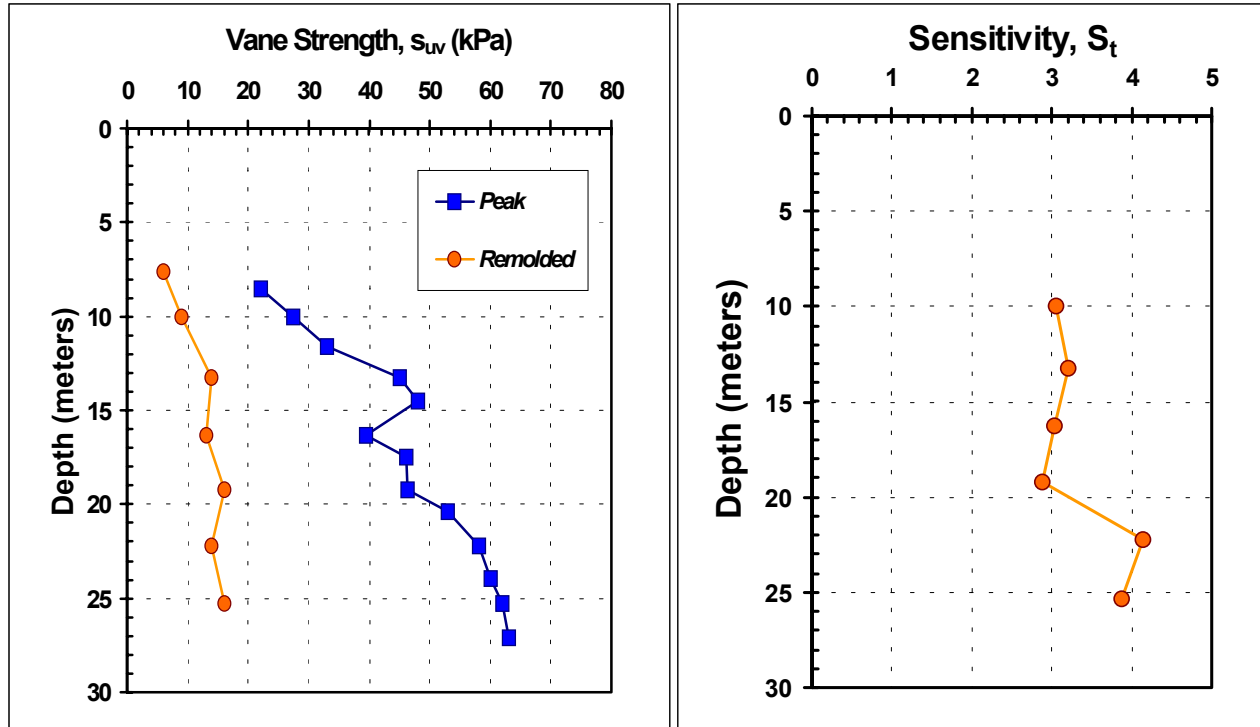 Vane Strength, suv (kPa)
0 10 20 30 40 50 60 70 80
0
5
10
15
20
25
30
Depth (meters)
Peak
Remolded
Sensitivity, St
0 1 2 3 4 5
0
5
10
15
20
25
30
Depth (meters)